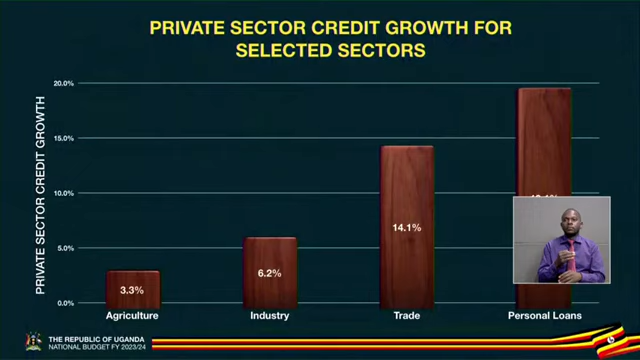 PRIVATE SECTOR CREDIT GROWTH FOR
SELECTED SECTORS
PRIVATE SECTOR CREDIT GROWTH
20.0%
15.0%
10.0%
5.0%
0.0%
3.3%
6.2%
14.1%
Agriculture
Industry
Trade
Personal Loans
THE REPUBLIC OF UGANDA
NATIONAL BUDGET FY 2023/24